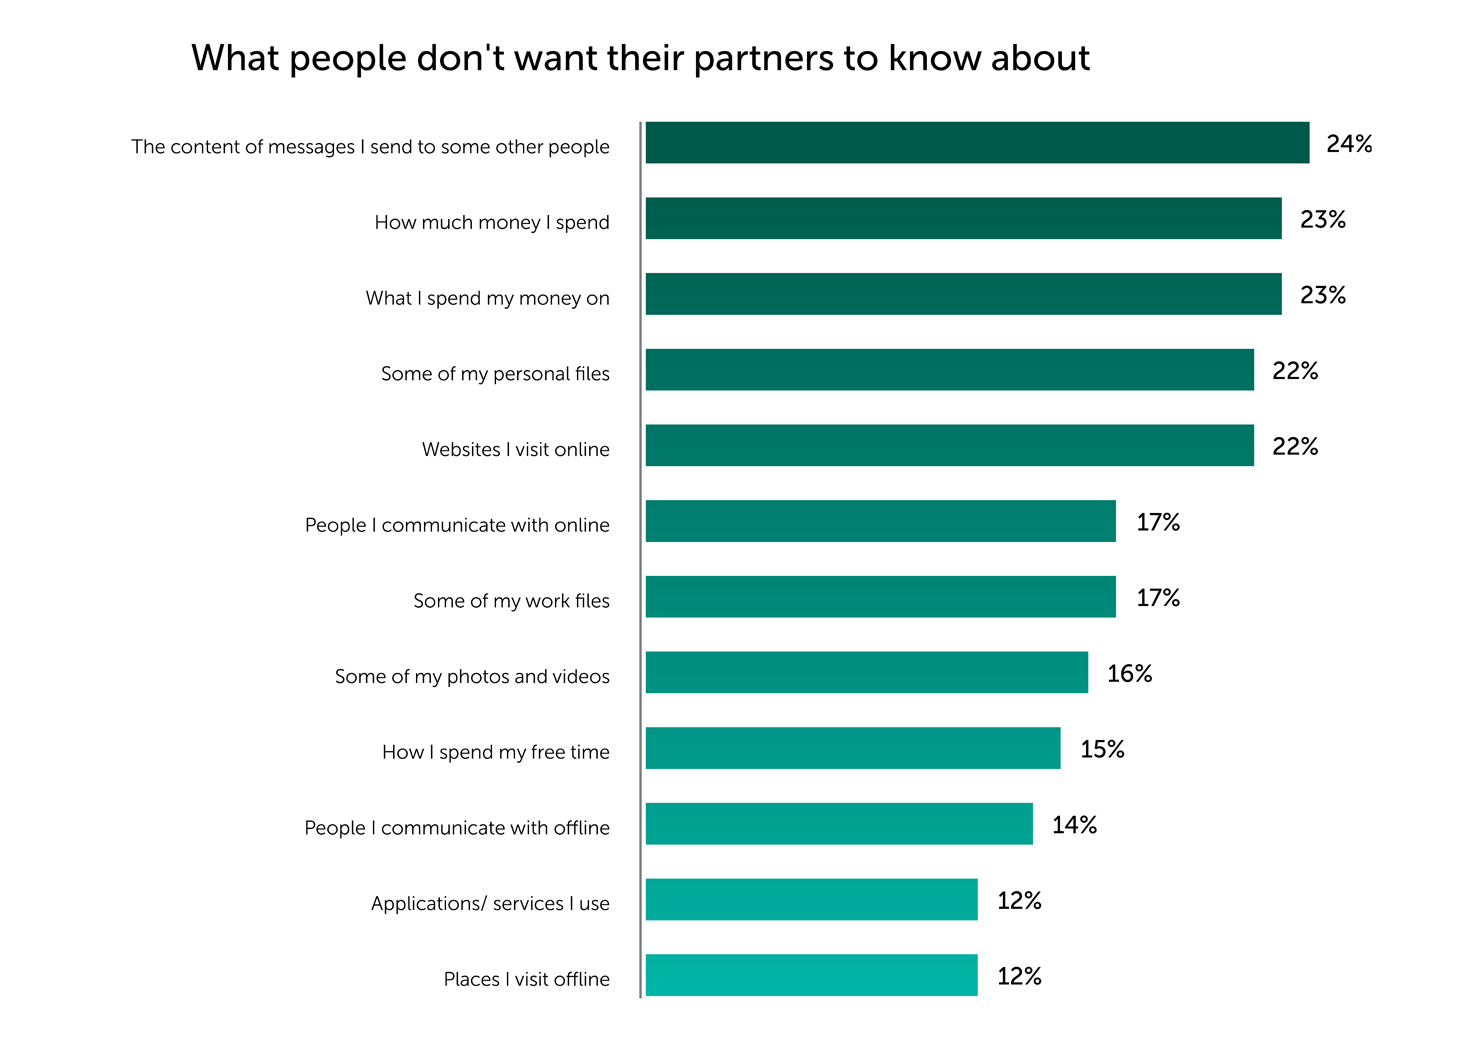 What people don't want their partners to know about
The content of messages I send to some other people 24%
How much money I spend 23%
What I spend my money on 23%
Some of my personal files 22%
Websites I visit online 22%
People I communicate with online 17%
Some of my work files 17%
Some of my photos and videos 16%
How I spend my free time 15%
People I communicate with offline 14%
Applications/ services I use 12%
Places I visit offline 12%